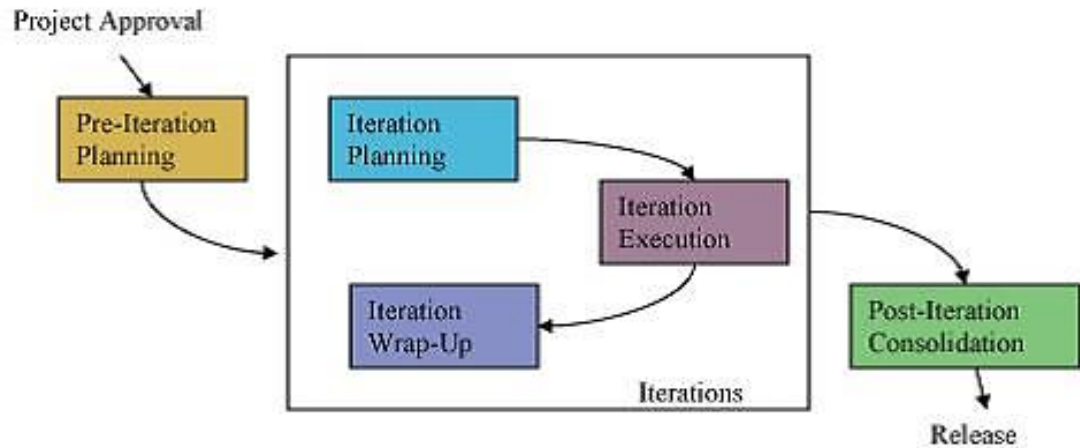 Project Approval
Pre-Iteration
Planning
Iteration
Planning
Iteration
Execution
Iteration
Wrap-Up
Iterations
Post-Iteration
Consolidation
Release